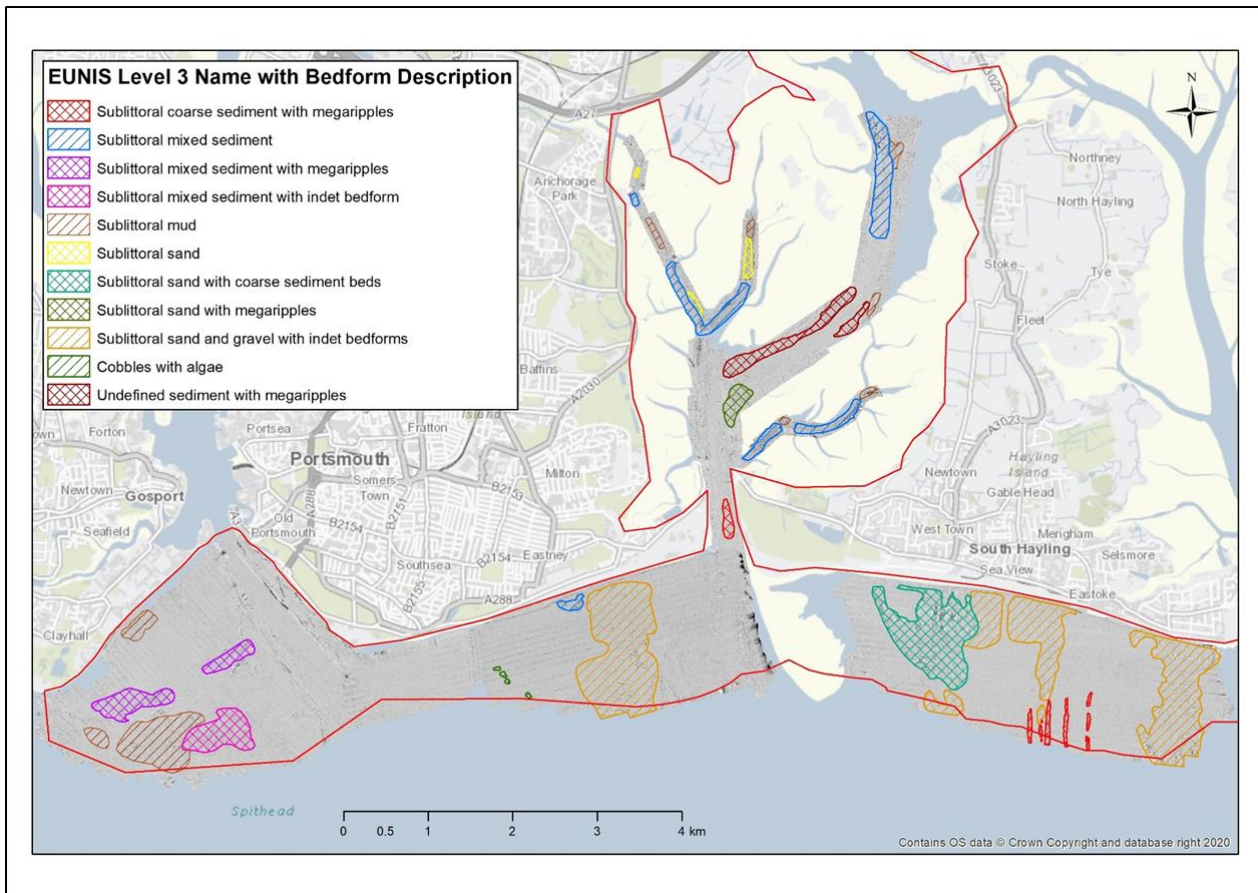 EUNIS Level 3 Name with Bedform Description
Sublittoral coarse sediment with megaripples
Sublittoral mixed sediment
Sublittoral mixed sediment with megaripples
Sublittoral mixed sediment with indet bedform
Sublittoral mud
Sublittoral sand
Sublittoral sand with coarse sediment beds
Sublittoral sand with megaripples
Sublittoral sand and gravel with indet bedforms
Cobbles with algae
Undefined sediment with megaripples
N
A27
A3023
Anchorage
Park
Northney
North Hayling
Stoke
Tye
Fleet
Baffins
A2030
Island
Forton
Portsea
Fratton
Portsmouth
Somers
Town
Milton
Newtown
Gosport
Seafield
A3
Old
Portsmouth
A288
B2151
B2153
B2154
Southsea
B2154
Eastney
B2155
A288
Clayhall
A3023
Newtown
Hayling
Island
Gable Head
West Town
Mengham
South Hayling
Selsmore
Sea View
Eastoke
Spithead
0 0.5 1 2 3 4 km
Contains OS data © Crown Copyright and database right 2020